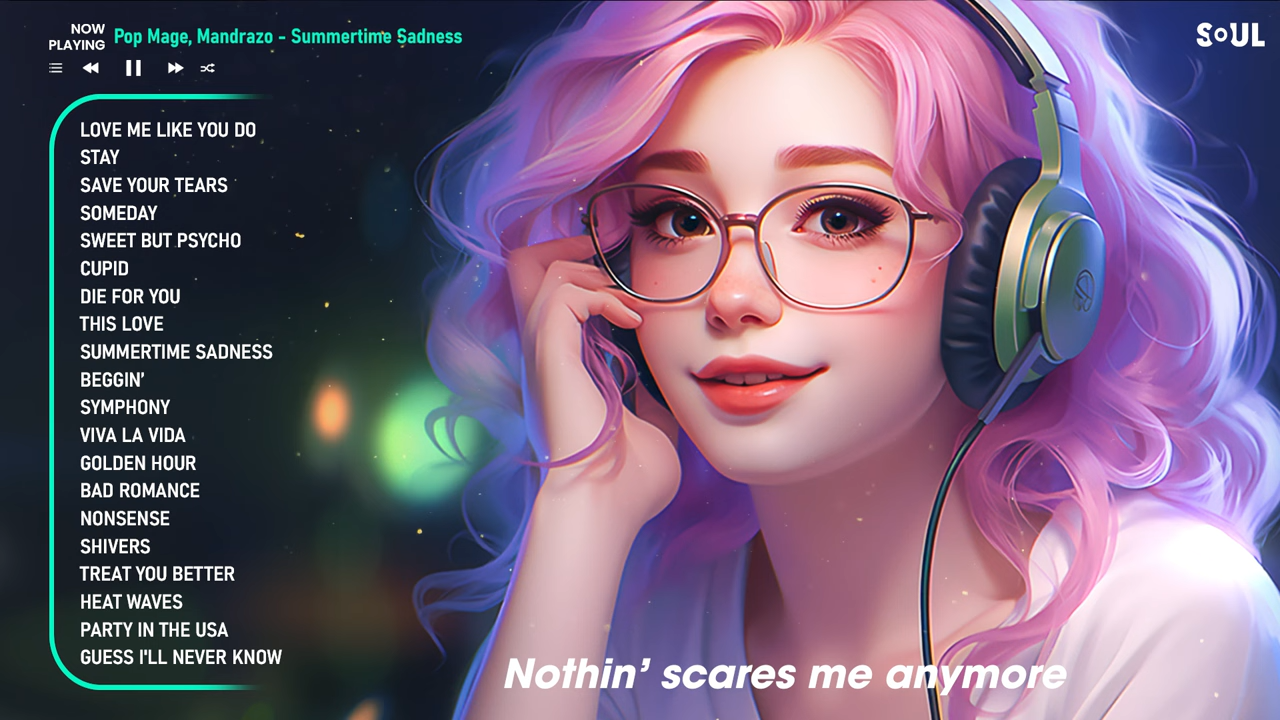 NOW
PLAYING
Pop Mage, Mandrazo - Summertime Sadness
SOUL
LOVE ME LIKE YOU DO
STAY
SAVE YOUR TEARS
SOMEDAY
SWEET BUT PSYCHO
CUPID
DIE FOR YOU
THIS LOVE
SUMMERTIME SADNESS
BEGGIN’
SYMPHONY
VIVA LA VIDA
GOLDEN HOUR
BAD ROMANCE
NONSENSE
SHIVERS
TREAT YOU BETTER
HEAT WAVES
PARTY IN THE USA
GUESS I'LL NEVER KNOW
Nothin’ scares me anymore